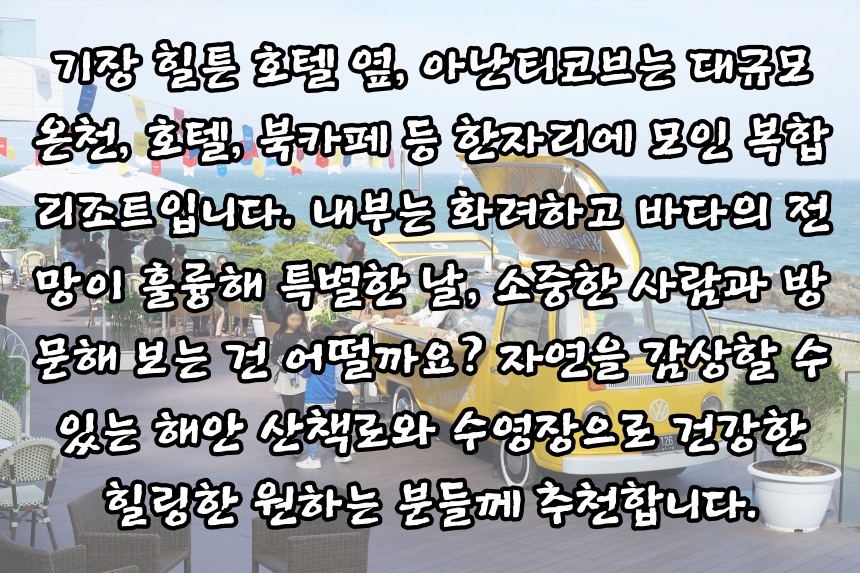 기장 힐튼 호텔 옆, 아난티코브는 대규모
온천, 호텔, 북카페 등 한자리에 모인 복합
리조트입니다. 내부는 화려하고 바다의 전
망이 훌륭해 특별한 날, 소중한 사람과 방
문해 보는 건 어떨까요? 자연을 감상할 수
있는 해안 산책로와 수영장으로 건강한
힐링한 원하는 분들께 추천합니다.
126